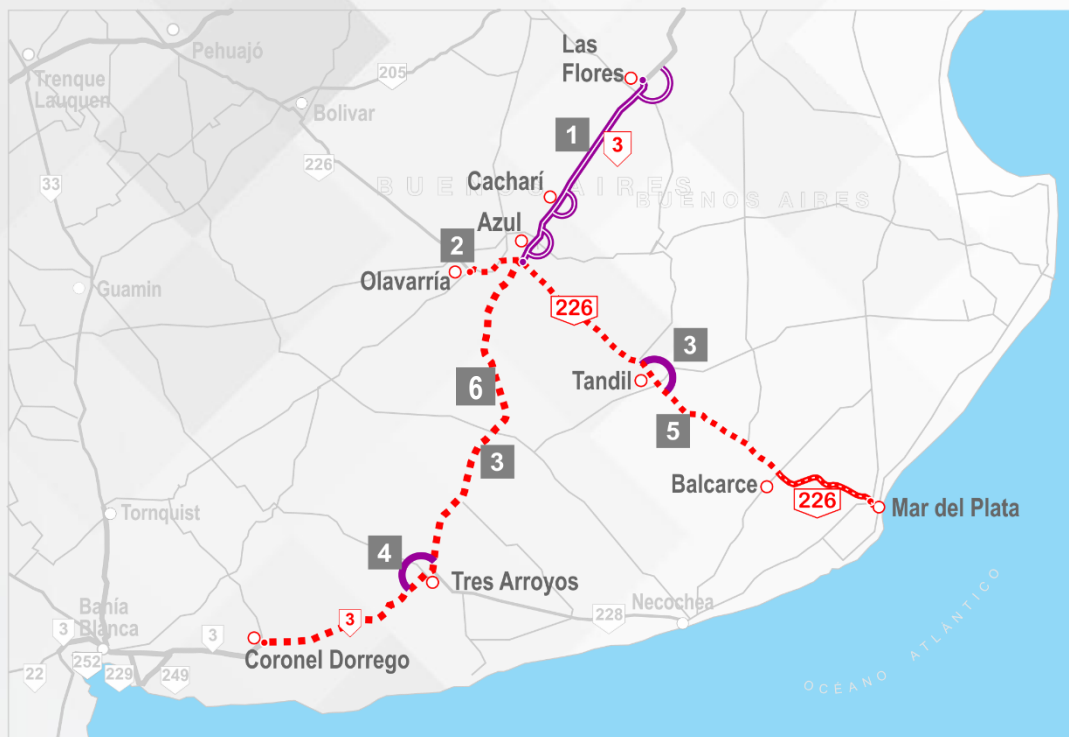 Las
Flores
Pehuajó
Trenque
Lauquen
205
Bolivar
1
3
226
33
BUENOS AIRES
BUENOS AIRES
Cacharí
Azul
2
Olavarría
Guamin
226
3
Tandil
6
5
3
Balcarce
226
Mar del Plata
Tornquist
4
Tres Arroyos
Necochea
228
Bahía
Blanca
3
3
3
Coronel Dorrego
252
22
229
249
OCÉANO ATLÁNTICO